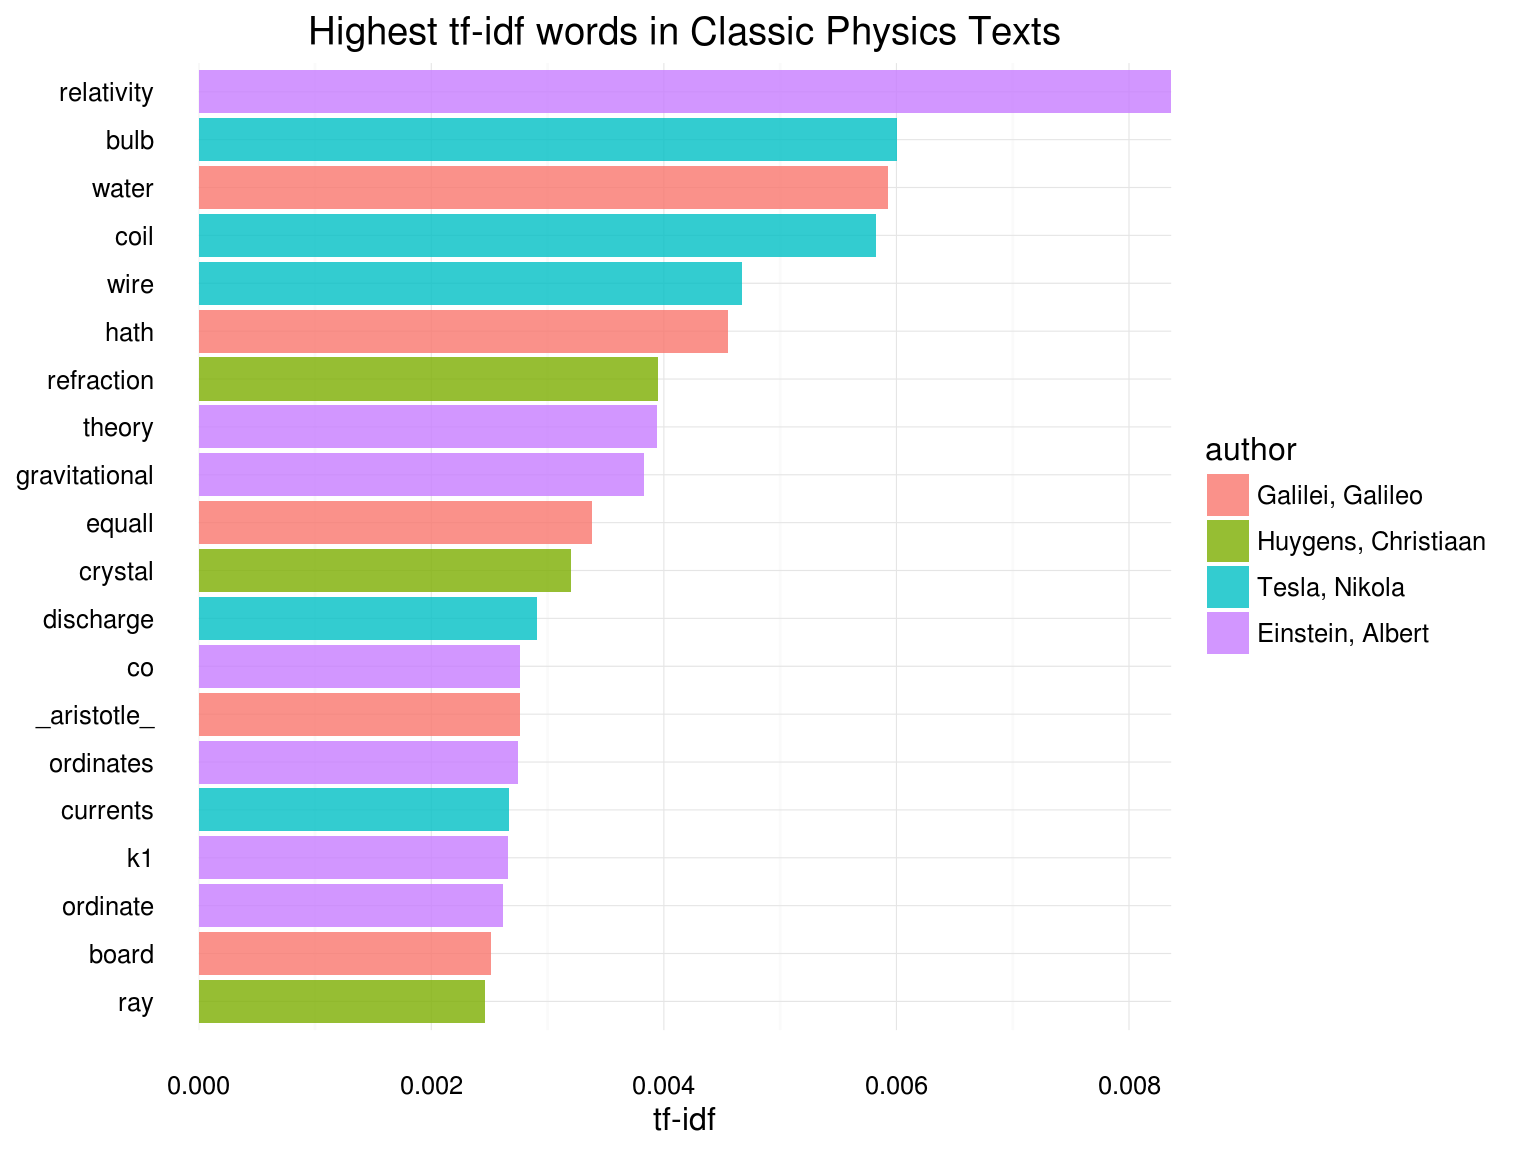 Highest tf-idf words in Classic Physics Texts
relativity
bulb
water
coil
wire
hath
refraction
theory
gravitational
equall
crystal
discharge
co
_aristotle_
ordinates
currents
k1
ordinate
board
ray
0.000 0.002 0.004 0.006 0.008
tf-idf
author
Galilei, Galileo
Huygens, Christiaan
Tesla, Nikola
Einstein, Albert